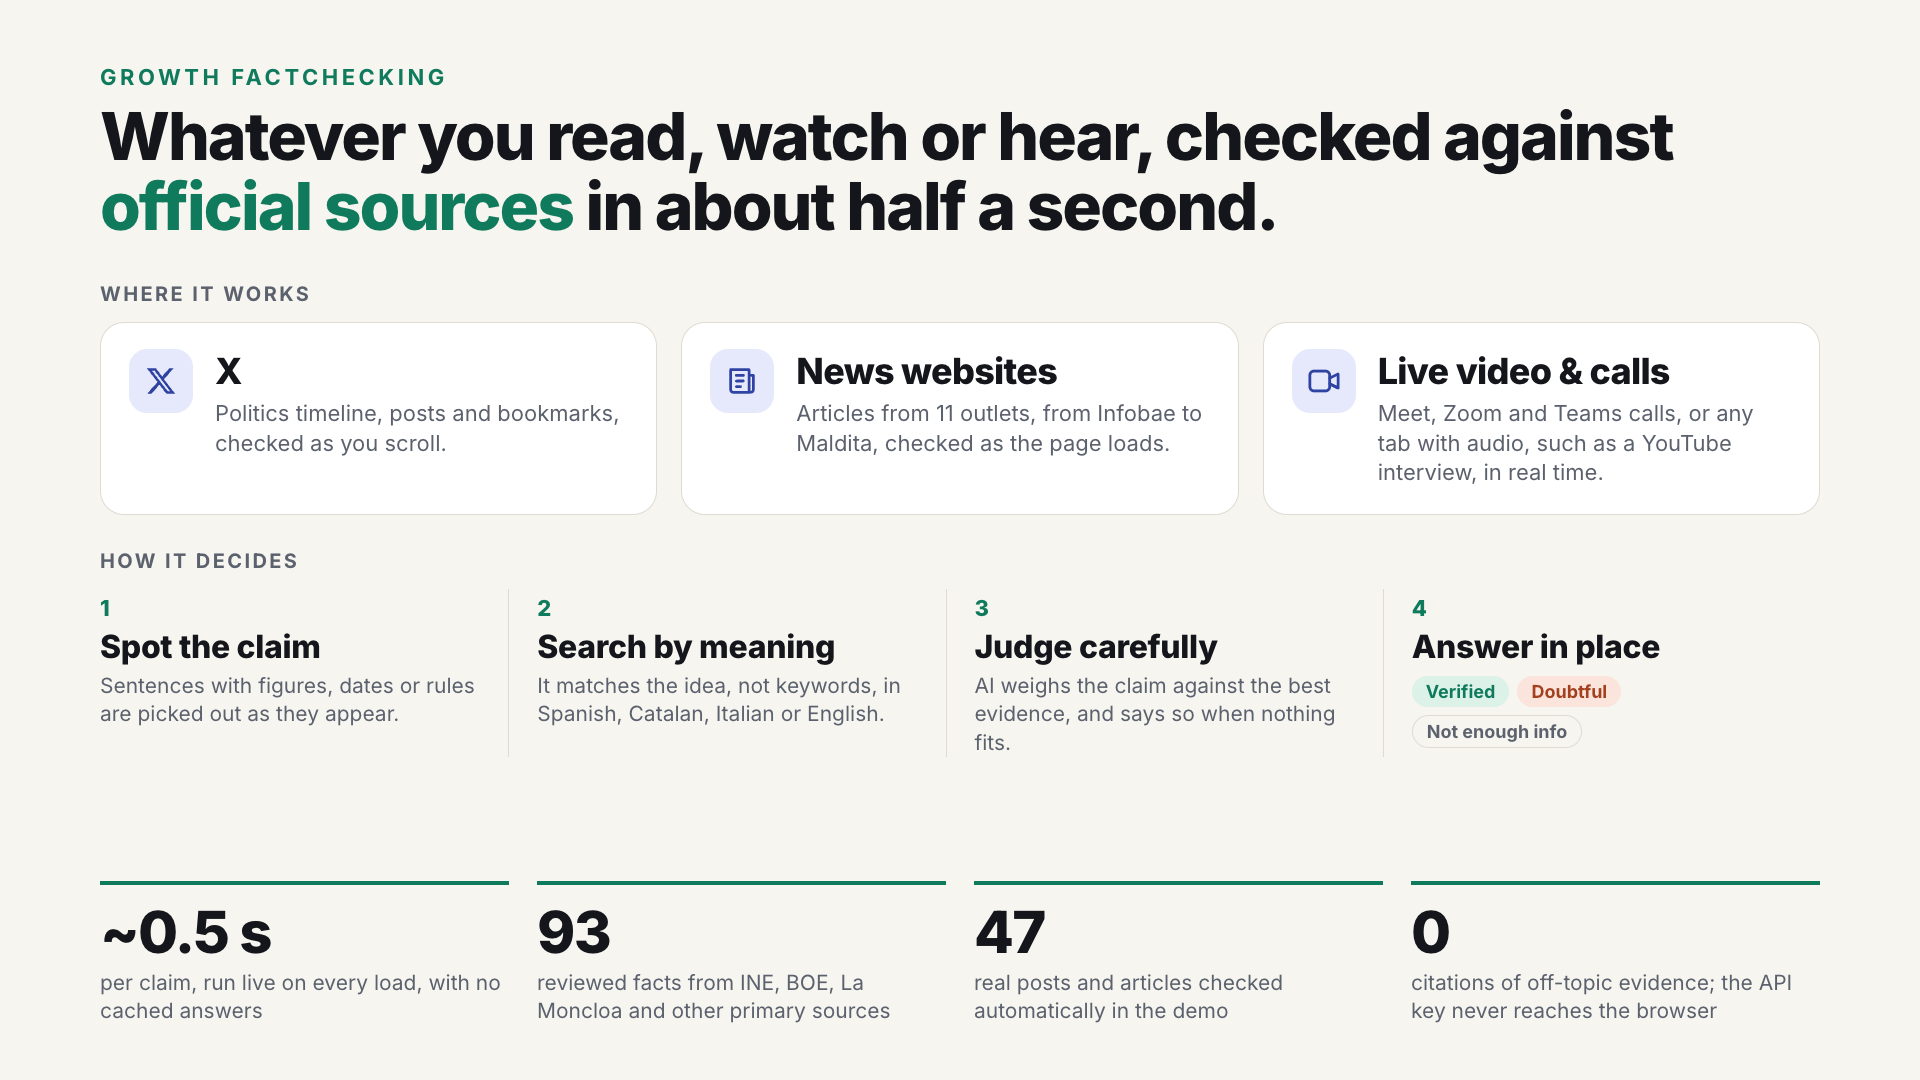 GROWTH FACTCHECKING
Whatever you read, watch or hear, checked against
official sources in about half a second.
WHERE IT WORKS
X
Politics timeline, posts and bookmarks,
checked as you scroll.
News websites
Articles from 11 outlets, from Infobae to
Maldita, checked as the page loads.
Live video & calls
Meet, Zoom and Teams calls, or any
tab with audio, such as a YouTube
interview, in real time.
HOW IT DECIDES
1
Spot the claim
Sentences with figures, dates or rules
are picked out as they appear.
2
Search by meaning
It matches the idea, not keywords, in
Spanish, Catalan, Italian or English.
3
Judge carefully
AI weighs the claim against the best
evidence, and says so when nothing
fits.
4
Answer in place
Verified
Doubtful
Not enough info
~0.5 s
per claim, run live on every load, with no
cached answers
93
reviewed facts from INE, BOE, La
Moncloa and other primary sources
47
real posts and articles checked
automatically in the demo
0
citations of off-topic evidence; the API
key never reaches the browser